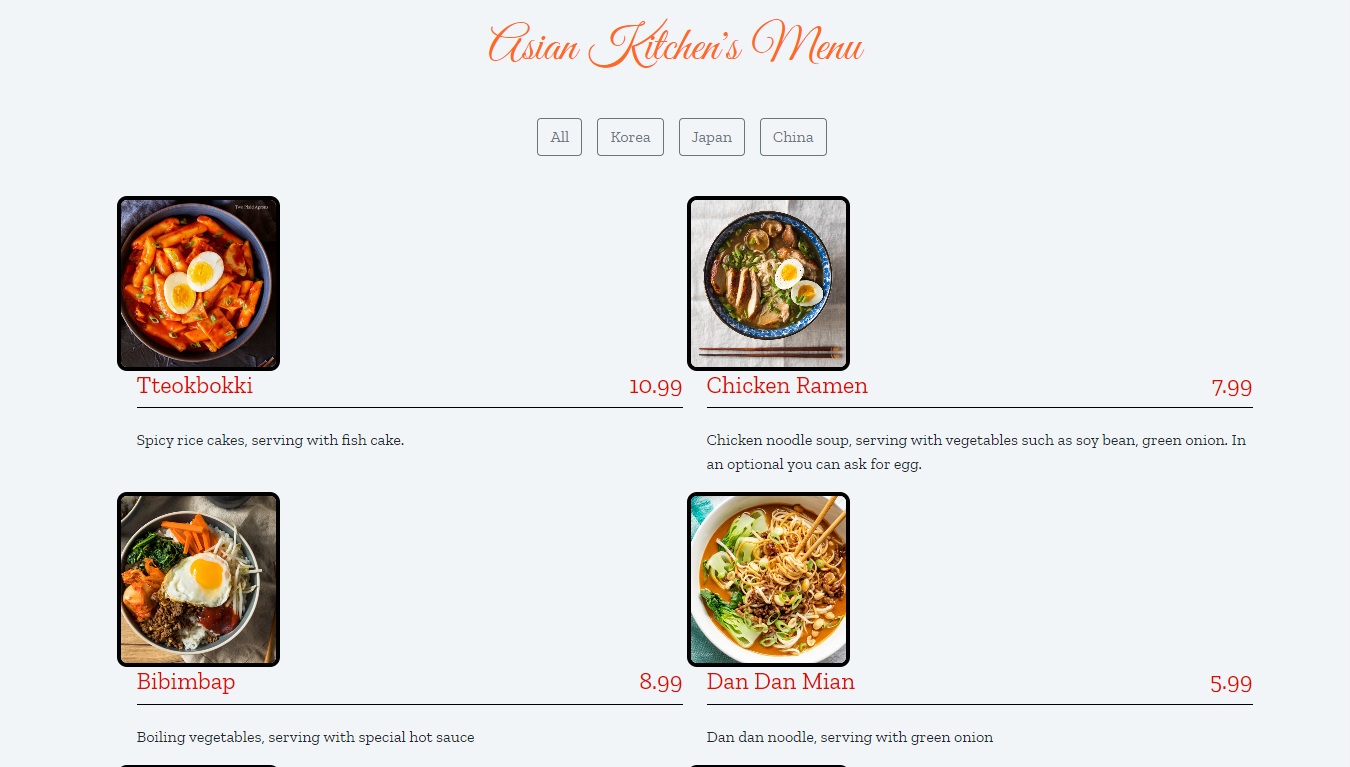 Asian Kitchen's Menu
All Korea Japan China
Two Plaid Aprons
Tteokbokki 10.99
Spicy rice cakes, serving with fish cake.
Chicken Ramen 7.99
Chicken noodle soup, serving with vegetables such as soy bean, green onion. In
an optional you can ask for egg.
Bibimbap 8.99
Boiling vegetables, serving with special hot sauce
Dan Dan Mian 5.99
Dan dan noodle, serving with green onion